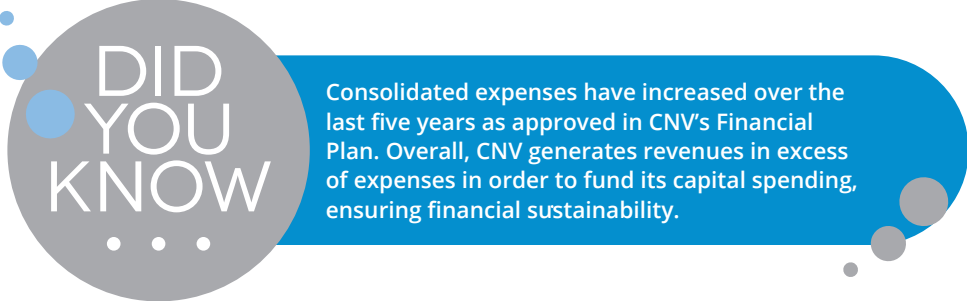 DID
YOU
KNOW
Consolidated expenses have increased over the
last five years as approved in CNV's Financial
Plan. Overall, CNV generates revenues in excess
of expenses in order to fund its capital spending,
ensuring financial sustainability.